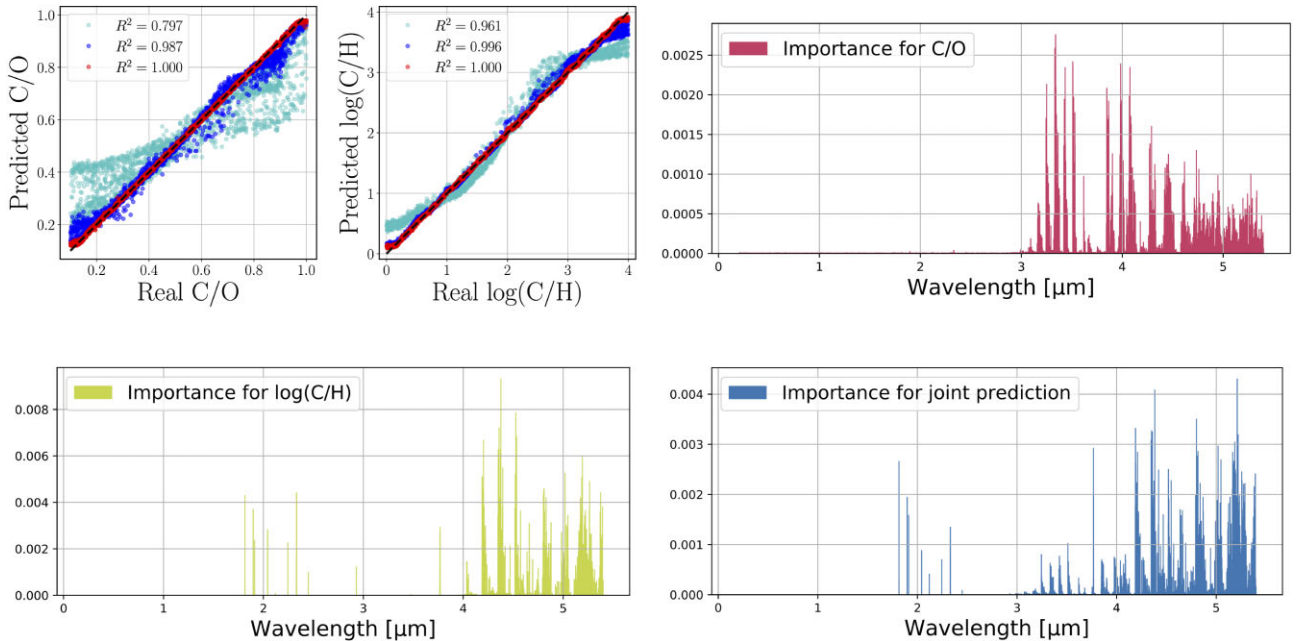 Predicted C/O
1.0
0.8
0.6
0.4
0.2
R² = 0.797
R² = 0.987
R² = 1.000
0.2 0.4 0.6 0.8 1.0
Real C/O
Predicted log(C/H)
4
3
2
1
0
R² = 0.961
R² = 0.996
R² = 1.000
0 1 2 3 4
Real log(C/H)
Importance for C/O
0.0025
0.0020
0.0015
0.0010
0.0005
0.0000
0 1 2 3 4 5
Wavelength [μm]
Importance for log(C/H)
0.008
0.006
0.004
0.002
0.000
0 1 2 3 4 5
Wavelength [μm]
Importance for joint prediction
0.004
0.003
0.002
0.001
0.000
0 1 2 3 4 5
Wavelength [μm]